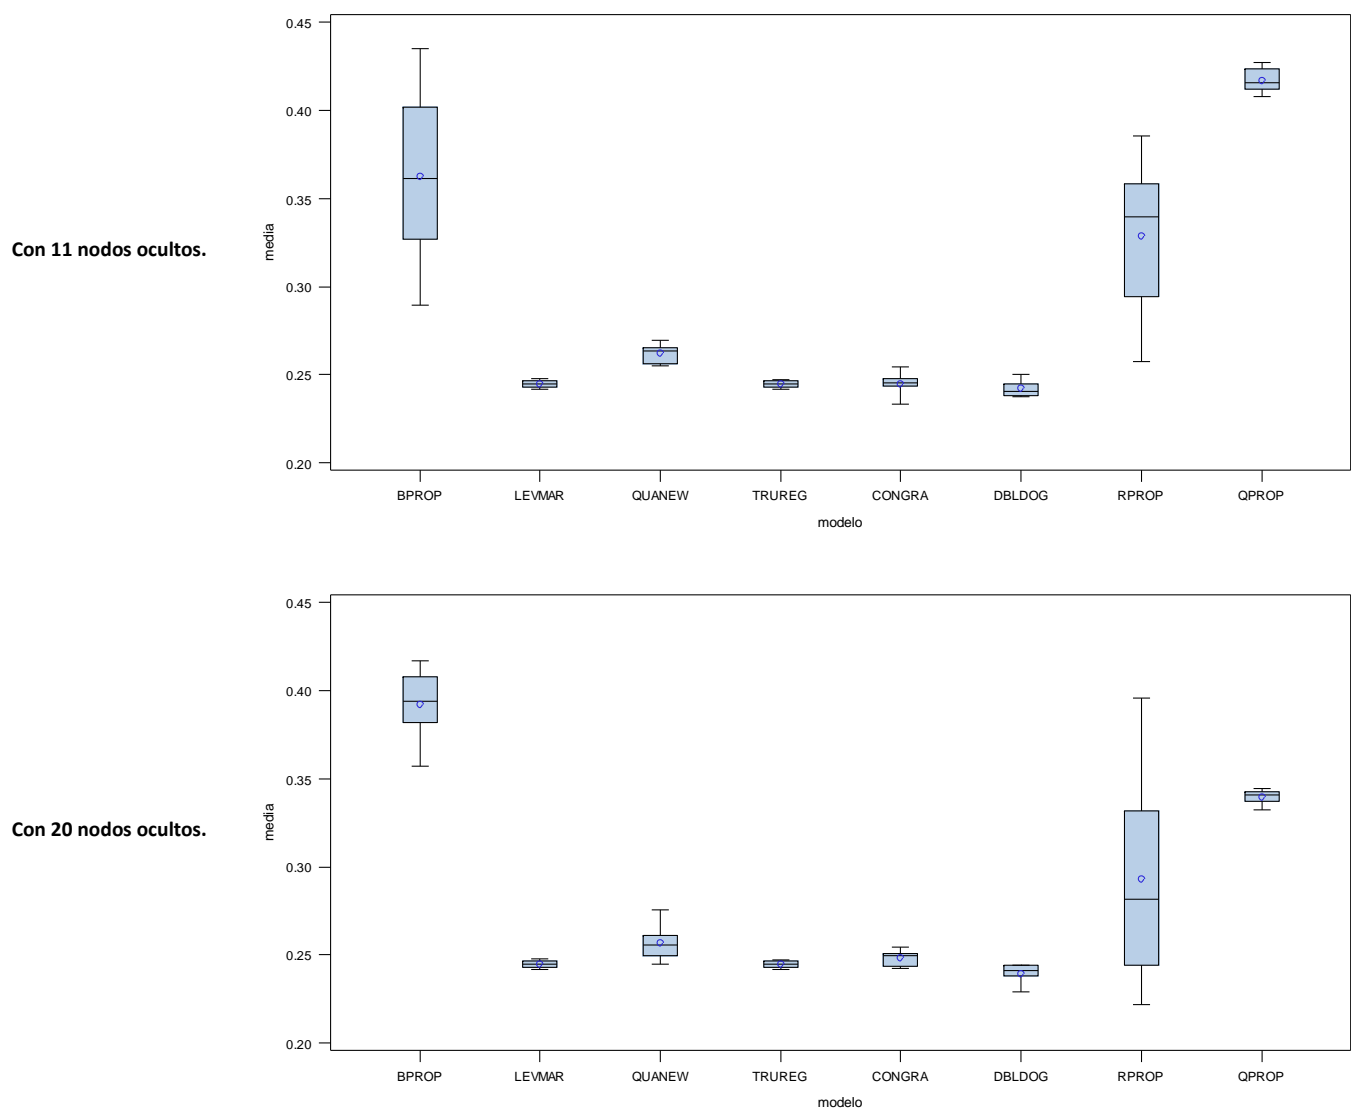 Con 11 nodos ocultos.
media
0.45
0.40
0.35
0.30
0.25
0.20
BPROP LEVMAR QUANEW TRUREG CONGRA DBLDOG RPROP QPROP
modelo
Con 20 nodos ocultos.
media
0.45
0.40
0.35
0.30
0.25
0.20
BPROP LEVMAR QUANEW TRUREG CONGRA DBLDOG RPROP QPROP
modelo